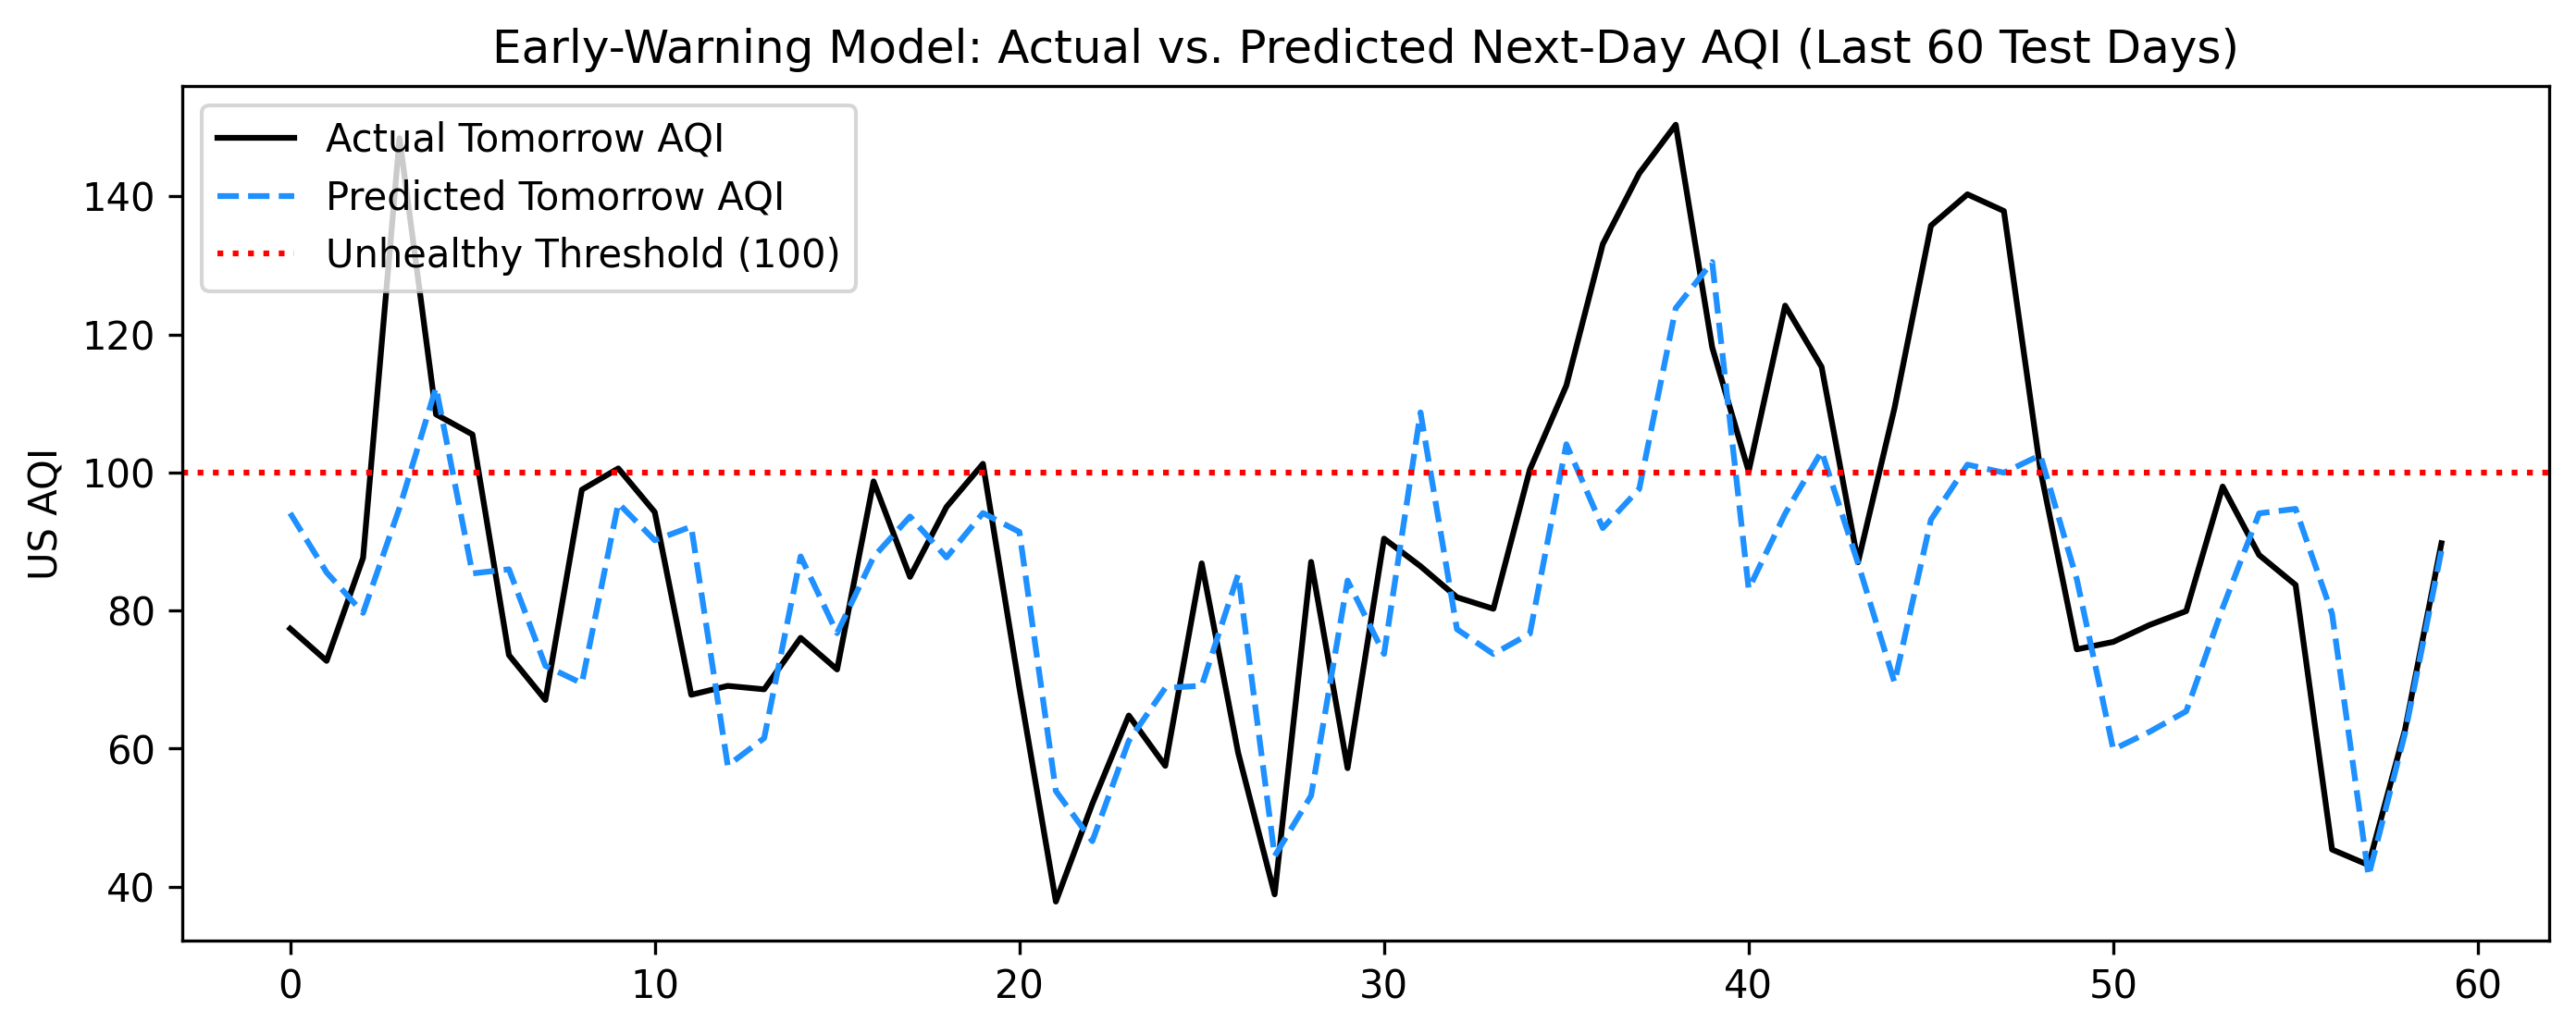 Early-Warning Model: Actual vs. Predicted Next-Day AQI (Last 60 Test Days)
Actual Tomorrow AQI
Predicted Tomorrow AQI
Unhealthy Threshold (100)
US AQI
140
120
100
80
60
40
0 10 20 30 40 50 60